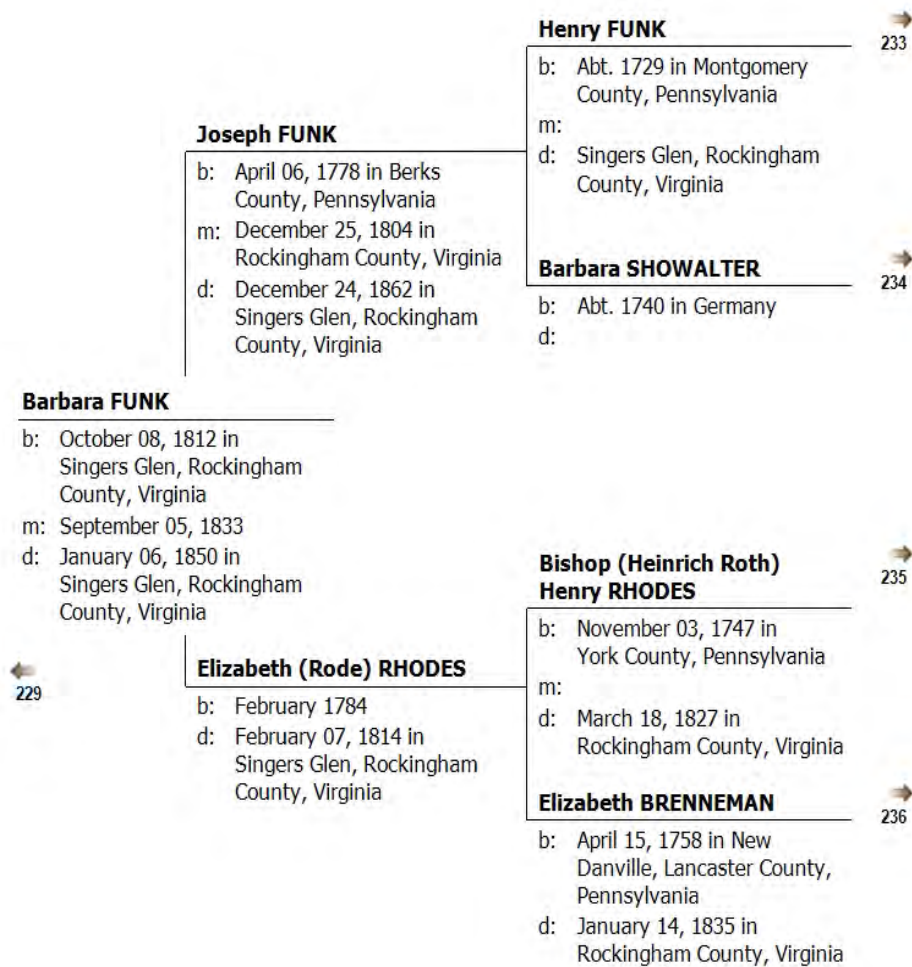 Henry FUNK
233
b: Abt. 1729 in Montgomery
County, Pennsylvania
m:
d: Singers Glen, Rockingham
County, Virginia
Joseph FUNK
b: April 06, 1778 in Berks
County, Pennsylvania
m: December 25, 1804 in
Rockingham County, Virginia
d: December 24, 1862 in
Singers Glen, Rockingham
County, Virginia
Barbara SHOWALTER
234
b: Abt. 1740 in Germany
d:
Barbara FUNK
b: October 08, 1812 in
Singers Glen, Rockingham
County, Virginia
m: September 05, 1833
d: January 06, 1850 in
Singers Glen, Rockingham
County, Virginia
229
Bishop (Heinrich Roth)
Henry RHODES
235
b: November 03, 1747 in
York County, Pennsylvania
m:
d: March 18, 1827 in
Rockingham County, Virginia
Elizabeth (Rode) RHODES
b: February 1784
d: February 07, 1814 in
Singers Glen, Rockingham
County, Virginia
Elizabeth BRENNEMAN
236
b: April 15, 1758 in New
Danville, Lancaster County,
Pennsylvania
d: January 14, 1835 in
Rockingham County, Virginia